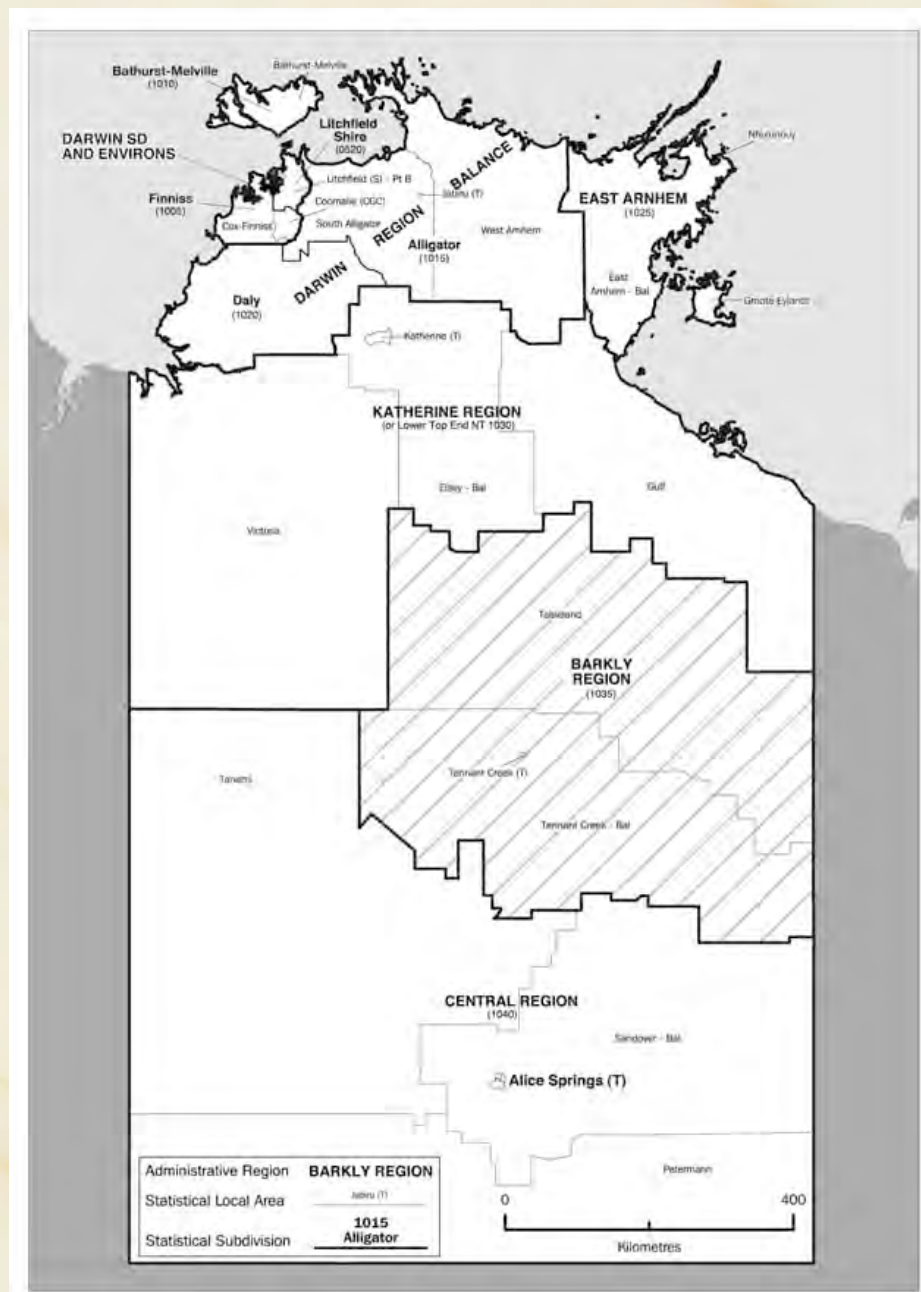 Bathurst-Melville
(1010)
Bathurst-Melville
Litchfield
Shire
(0520)
DARWIN SD
AND ENVIRONS
Litchfield (S) - Pt B
Finniss
(1005)
Coomalie (CGC)
Cox-Finniss
South Alligator
Jabiru (T)
DARWIN REGION BALANCE
Alligator
(1015)
West Arnhem
Nhulunbuy
EAST ARNHEM
(1025)
East
Arnhem - Bal
Groote Eylandt
Daly
(1020)
Katherine (T)
KATHERINE REGION
(or Lower Top End NT 1030)
Elsey - Bal
Gulf
Victoria
Tableland
BARKLY
REGION
(1035)
Tanami
Tennant Creek (T)
Tennant Creek - Bal
CENTRAL REGION
(1040)
Sandover - Bal
Alice Springs (T)
Petermann
Administrative Region BARKLY REGION
Statistical Local Area Jabiru (T)
Statistical Subdivision 1015
Alligator
0 400
Kilometres